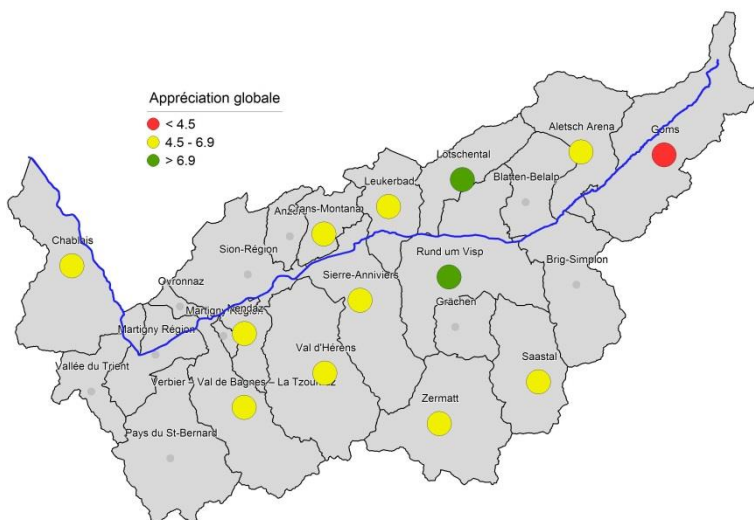 Appréciation globale
< 4.5
4.5 - 6.9
> 6.9
Aletsch Arena
Goms
Lötschental
Leukerbad
Blatten-Belalp
Crans-Montana
Anzère
Chablais
Sion-Région
Rund um Visp
Brig-Simplon
Sierre-Anniviers
Ovronnaz
Grächen
Martigny Région
Nendaz
Martigny Région
Val d'Hérens
Saastal
Vallée du Trient
Verbier - Val de Bagnes – La Tzoumaz
Zermatt
Pays du St-Bernard